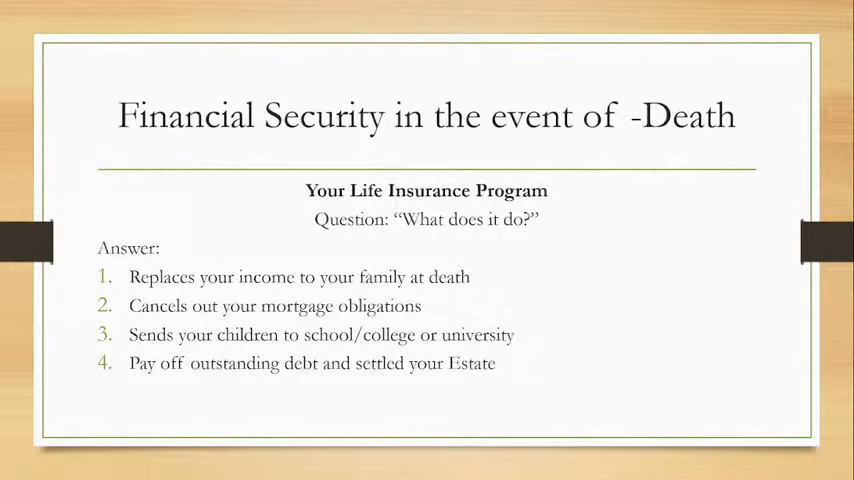 Financial Security in the event of -Death
Your Life Insurance Program
Question: “What does it do?”
Answer:
1. Replaces your income to your family at death
2. Cancels out your mortgage obligations
3. Sends your children to school/college or university
4. Pay off outstanding debt and settled your Estate